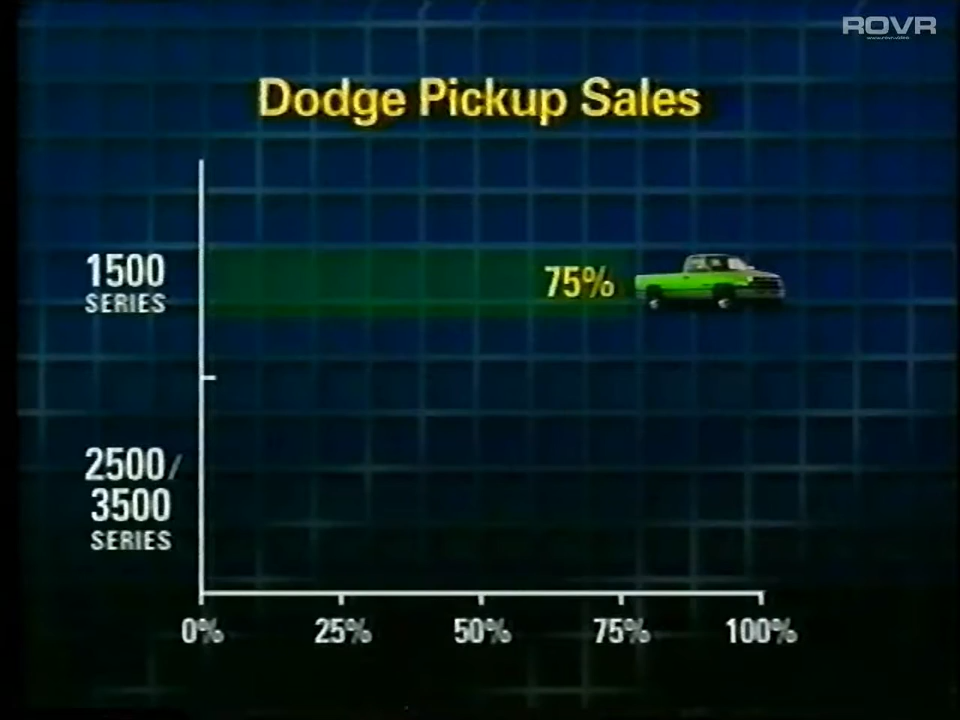 ROVR
Dodge Pickup Sales
1500
SERIES
75%
2500/
3500
SERIES
0% 25% 50% 75% 100%